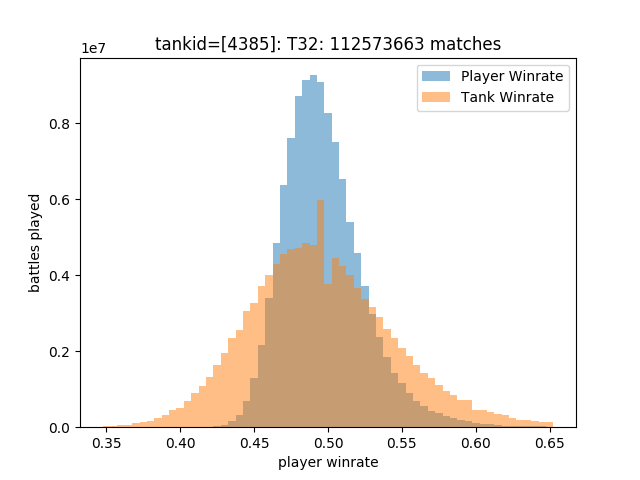 tankid=[4385]: T32: 112573663 matches
1e7
Player Winrate
Tank Winrate
0.8
0.6
0.4
0.2
0.0
battles played
0.35 0.40 0.45 0.50 0.55 0.60 0.65
player winrate